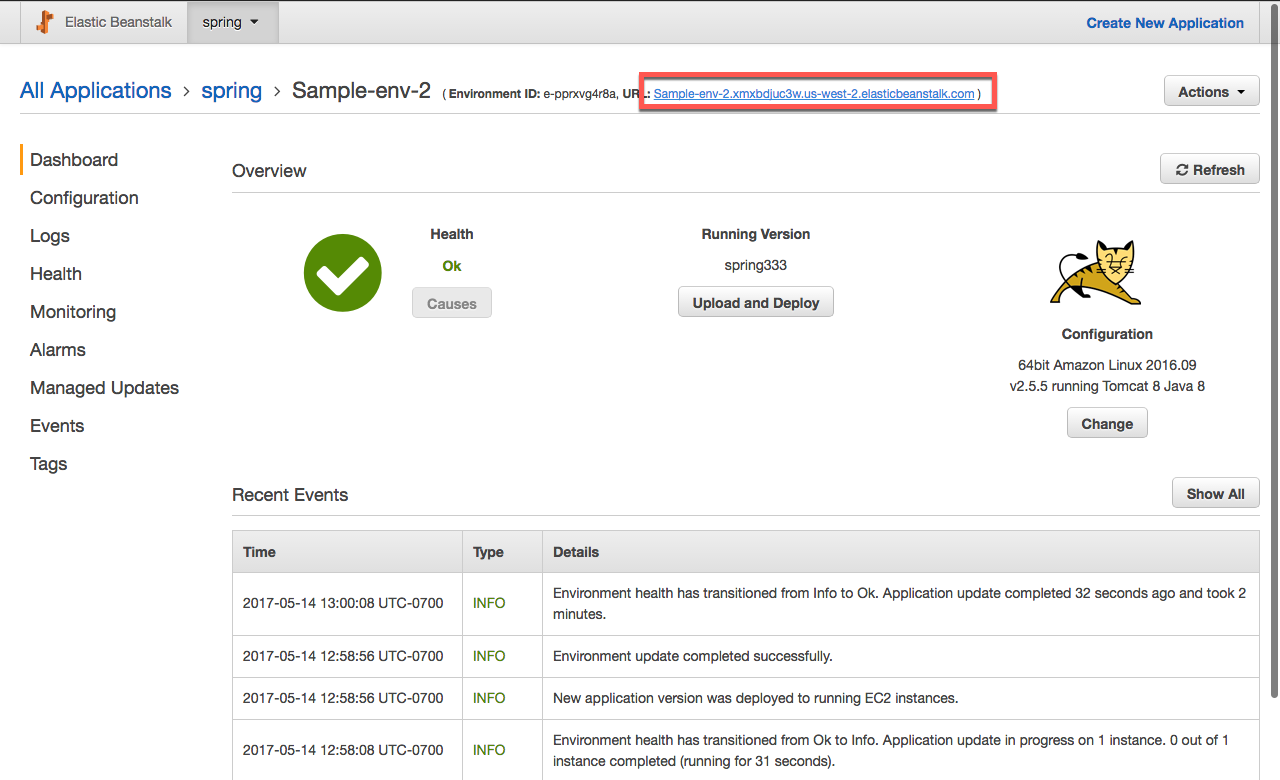 Elastic Beanstalk spring Create New Application
All Applications › spring › Sample-env-2 ( Environment ID: e-pprxvg4r8a, URL: Sample-env-2.xmxbdjuc3w.us-west-2.elasticbeanstalk.com ) Actions
Dashboard
Configuration
Logs
Health
Monitoring
Alarms
Managed Updates
Events
Tags
Overview Refresh
Health
Ok
Causes
Running Version
spring333
Upload and Deploy
Configuration
64bit Amazon Linux 2016.09
v2.5.5 running Tomcat 8 Java 8
Change
Recent Events Show All
Time Type Details
2017-05-14 13:00:08 UTC-0700 INFO Environment health has transitioned from Info to Ok. Application update completed 32 seconds ago and took 2
minutes.
2017-05-14 12:58:56 UTC-0700 INFO Environment update completed successfully.
2017-05-14 12:58:56 UTC-0700 INFO New application version was deployed to running EC2 instances.
2017-05-14 12:58:08 UTC-0700 INFO Environment health has transitioned from Ok to Info. Application update in progress on 1 instance. 0 out of 1
instance completed (running for 31 seconds).